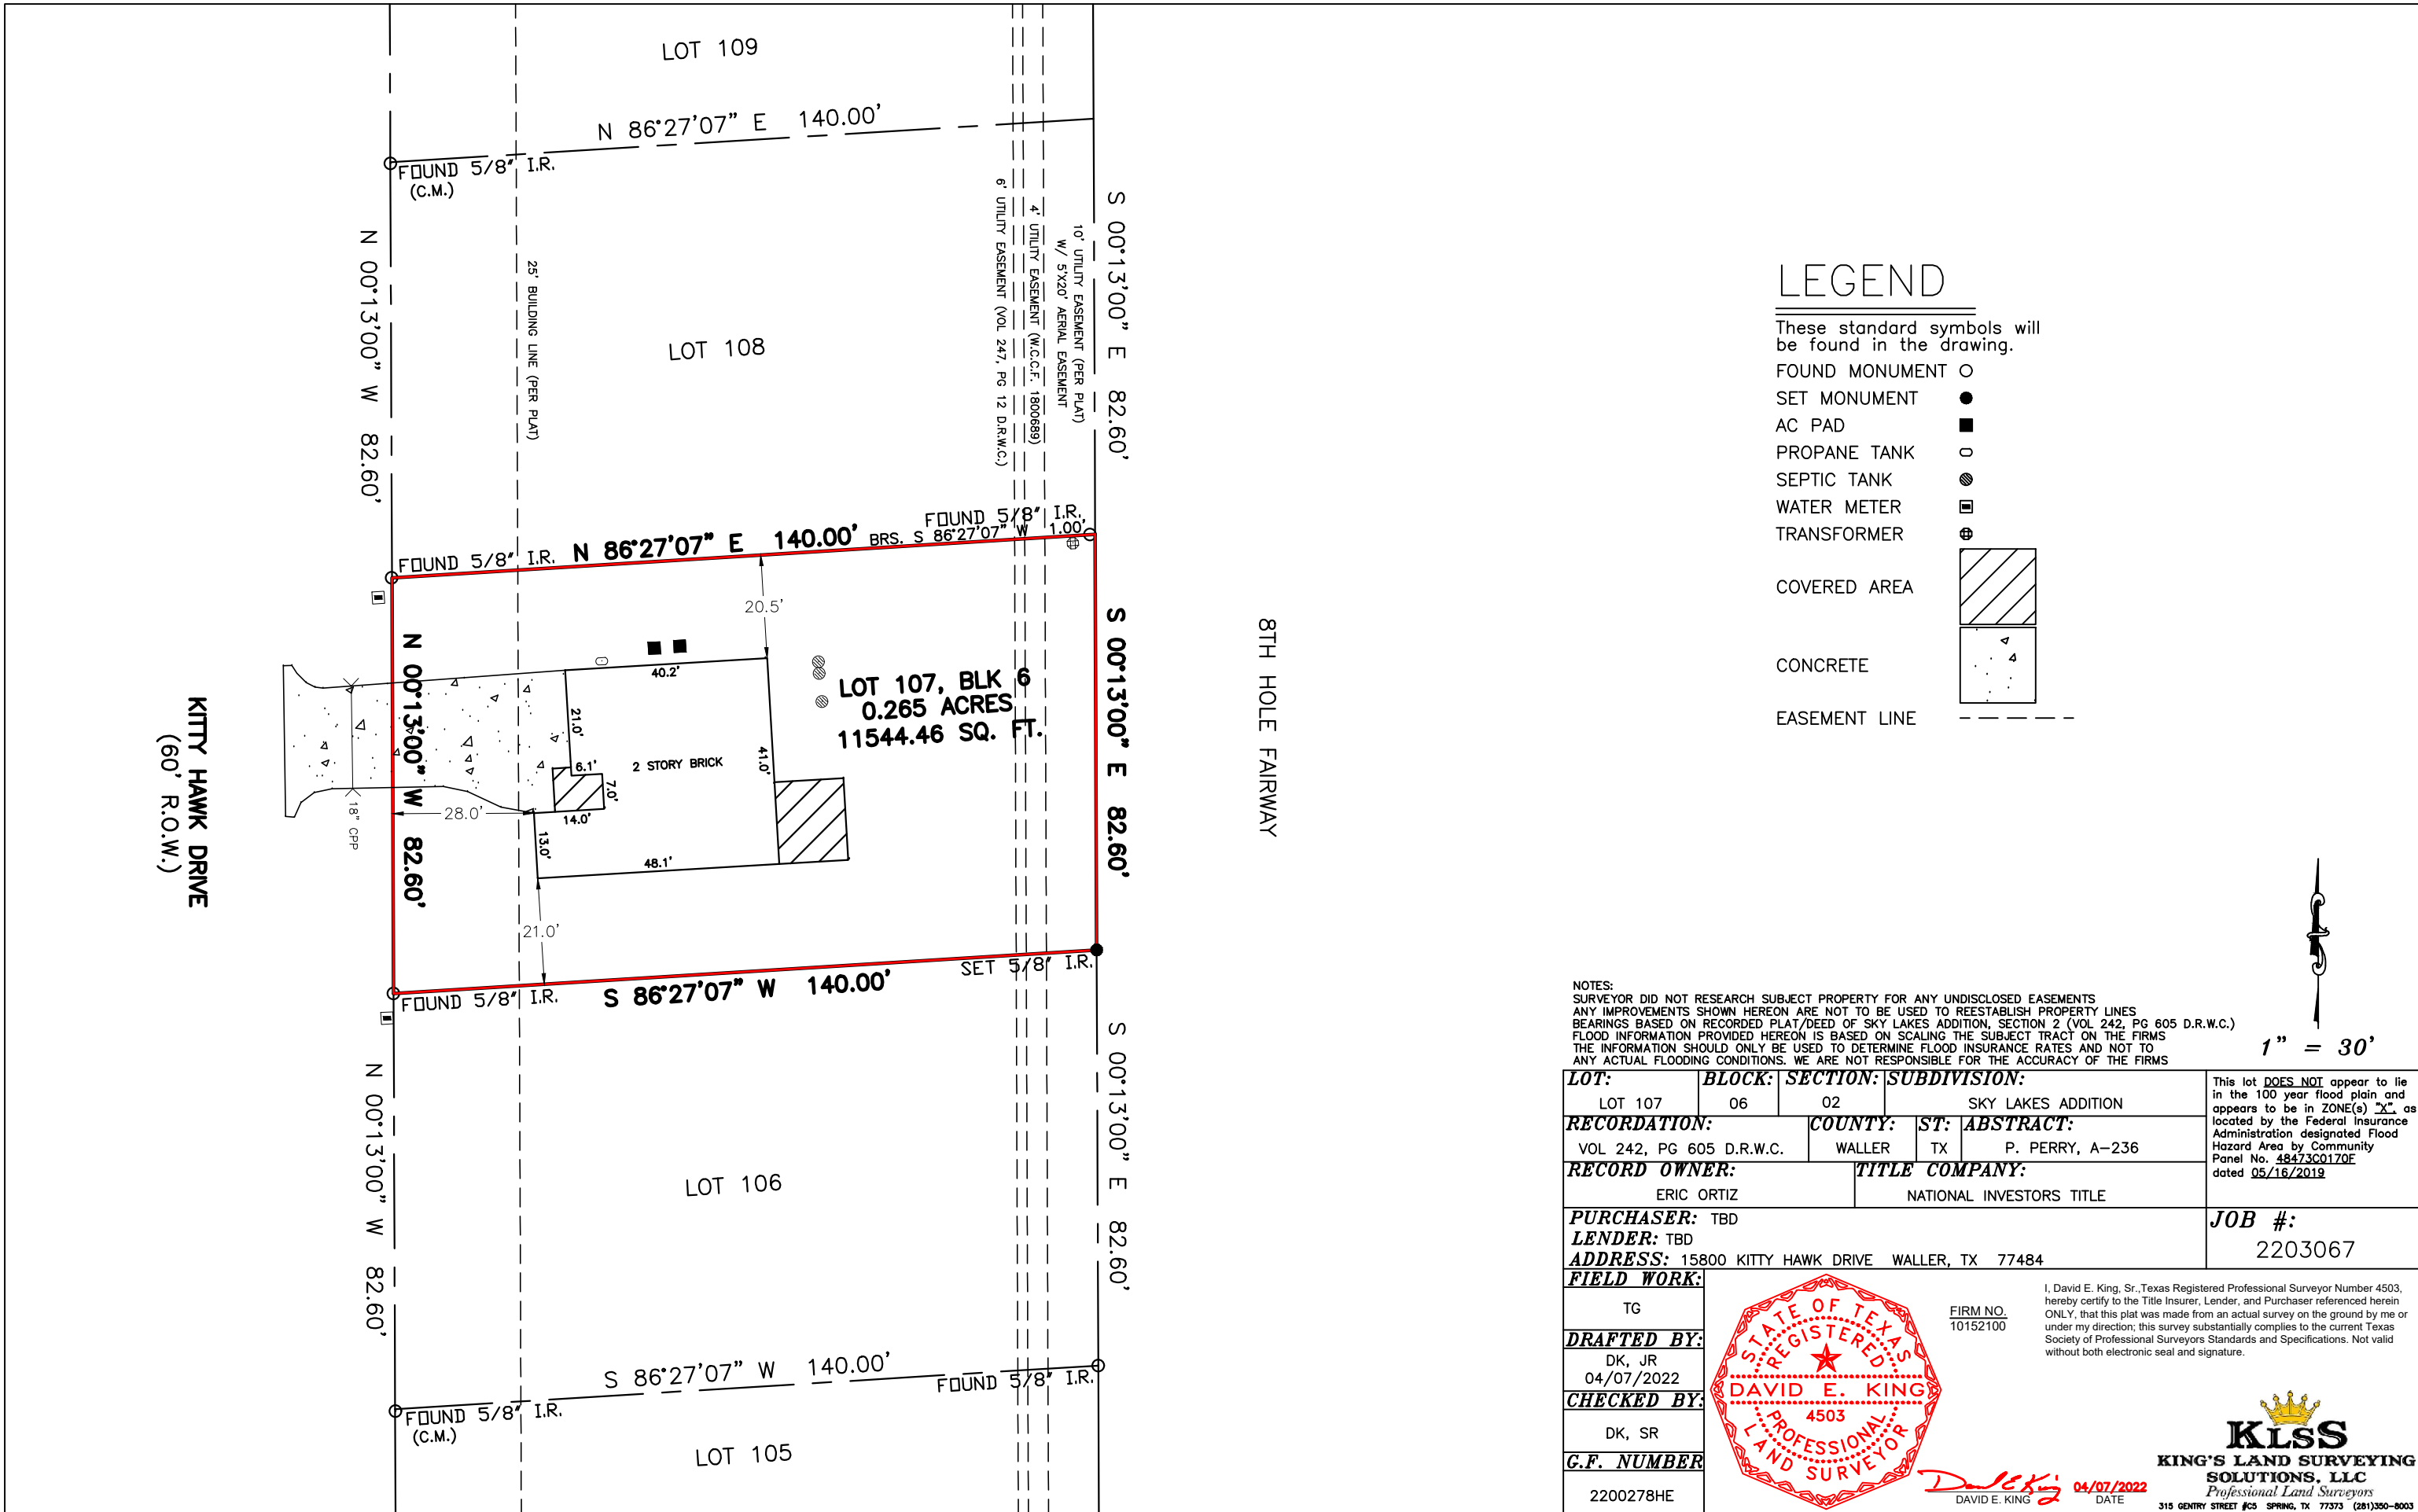 LOT 109
N 86°27'07" E 140.00'
FOUND 5/8" I.R.
(C.M.)
N 00°13'00" W 82.60'
25' BUILDING LINE (PER PLAT)
LOT 108
6' UTILITY EASEMENT (VOL 247, PG 12 D.R.W.C.)
4' UTILITY EASEMENT (W.C.C.F. 1800689)
10' UTILITY EASEMENT (PER PLAT)
W/ 5'X20' AERIAL EASEMENT
S 00°13'00" E 82.60'
FOUND 5/8" I.R.
N 86°27'07" E 140.00'
BRS. S 86°27'07" W 1.00'
FOUND 5/8" I.R.
20.5'
40.2'
LOT 107, BLK 6
0.265 ACRES
11544.46 SQ. FT.
N 00°13'00" W 82.60'
S 00°13'00" E 82.60'
21.0'
6.1'
7.0'
14.0'
13.0'
41.0'
2 STORY BRICK
48.1'
28.0'
18" CPP
21.0'
KITTY HAWK DRIVE
(60' R.O.W.)
8TH HOLE FAIRWAY
FOUND 5/8" I.R.
S 86°27'07" W 140.00'
SET 5/8" I.R.
N 00°13'00" W 82.60'
S 00°13'00" E 82.60'
LOT 106
S 86°27'07" W 140.00'
FOUND 5/8" I.R.
FOUND 5/8" I.R.
(C.M.)
LOT 105
LEGEND
These standard symbols will
be found in the drawing.
FOUND MONUMENT
SET MONUMENT
AC PAD
PROPANE TANK
SEPTIC TANK
WATER METER
TRANSFORMER
COVERED AREA
CONCRETE
EASEMENT LINE
1" = 30'
NOTES:
SURVEYOR DID NOT RESEARCH SUBJECT PROPERTY FOR ANY UNDISCLOSED EASEMENTS
ANY IMPROVEMENTS SHOWN HEREON ARE NOT TO BE USED TO REESTABLISH PROPERTY LINES
BEARINGS BASED ON RECORDED PLAT/DEED OF SKY LAKES ADDITION, SECTION 2 (VOL 242, PG 605 D.R.W.C.)
FLOOD INFORMATION PROVIDED HEREON IS BASED ON SCALING THE SUBJECT TRACT ON THE FIRMS
THE INFORMATION SHOULD ONLY BE USED TO DETERMINE FLOOD INSURANCE RATES AND NOT TO
ANY ACTUAL FLOODING CONDITIONS. WE ARE NOT RESPONSIBLE FOR THE ACCURACY OF THE FIRMS
LOT: BLOCK: SECTION: SUBDIVISION:
LOT 107 06 02 SKY LAKES ADDITION
RECORDATION: COUNTY: ST: ABSTRACT:
VOL 242, PG 605 D.R.W.C. WALLER TX P. PERRY, A-236
RECORD OWNER: TITLE COMPANY:
ERIC ORTIZ NATIONAL INVESTORS TITLE
This lot DOES NOT appear to lie
in the 100 year flood plain and
appears to be in ZONE(s) "X", as
located by the Federal Insurance
Administration designated Flood
Hazard Area by Community
Panel No. 48473C0170F
dated 05/16/2019
PURCHASER: TBD
LENDER: TBD
ADDRESS: 15800 KITTY HAWK DRIVE WALLER, TX 77484
JOB #:
2203067
FIELD WORK:
TG
DRAFTED BY:
DK, JR
04/07/2022
CHECKED BY:
DK, SR
G.F. NUMBER
2200278HE
STATE OF TEXAS
REGISTERED
DAVID E. KING
4503
PROFESSIONAL
LAND SURVEYOR
FIRM NO.
10152100
I, David E. King, Sr.,Texas Registered Professional Surveyor Number 4503,
hereby certify to the Title Insurer, Lender, and Purchaser referenced herein
ONLY, that this plat was made from an actual survey on the ground by me or
under my direction; this survey substantially complies to the current Texas
Society of Professional Surveyors Standards and Specifications. Not valid
without both electronic seal and signature.
David E King
DAVID E. KING
04/07/2022
DATE
KLSS
KING'S LAND SURVEYING
SOLUTIONS, LLC
Professional Land Surveyors
315 GENTRY STREET #C5 SPRING, TX 77373 (281)350-8003